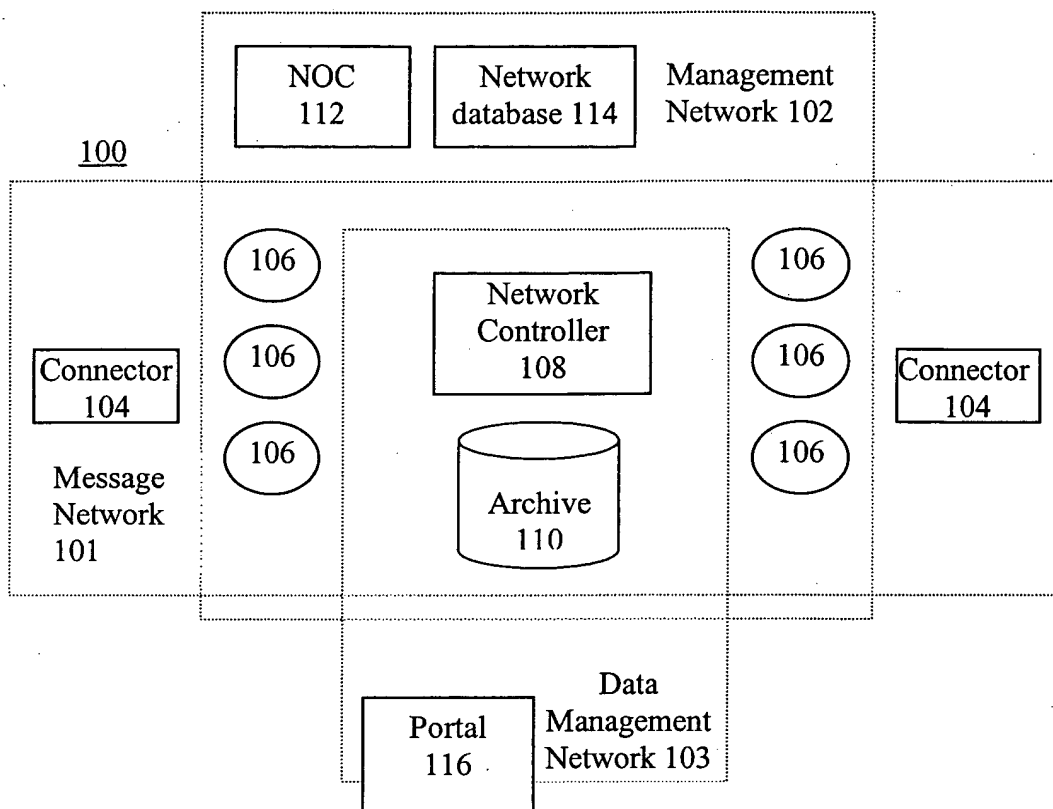 NOC
112
Network
database 114
Management
Network 102
100
106
106
106
Connector
104
Message
Network
101
Network
Controller
108
Archive
110
106
106
106
Connector
104
Portal
116
Data
Management
Network 103